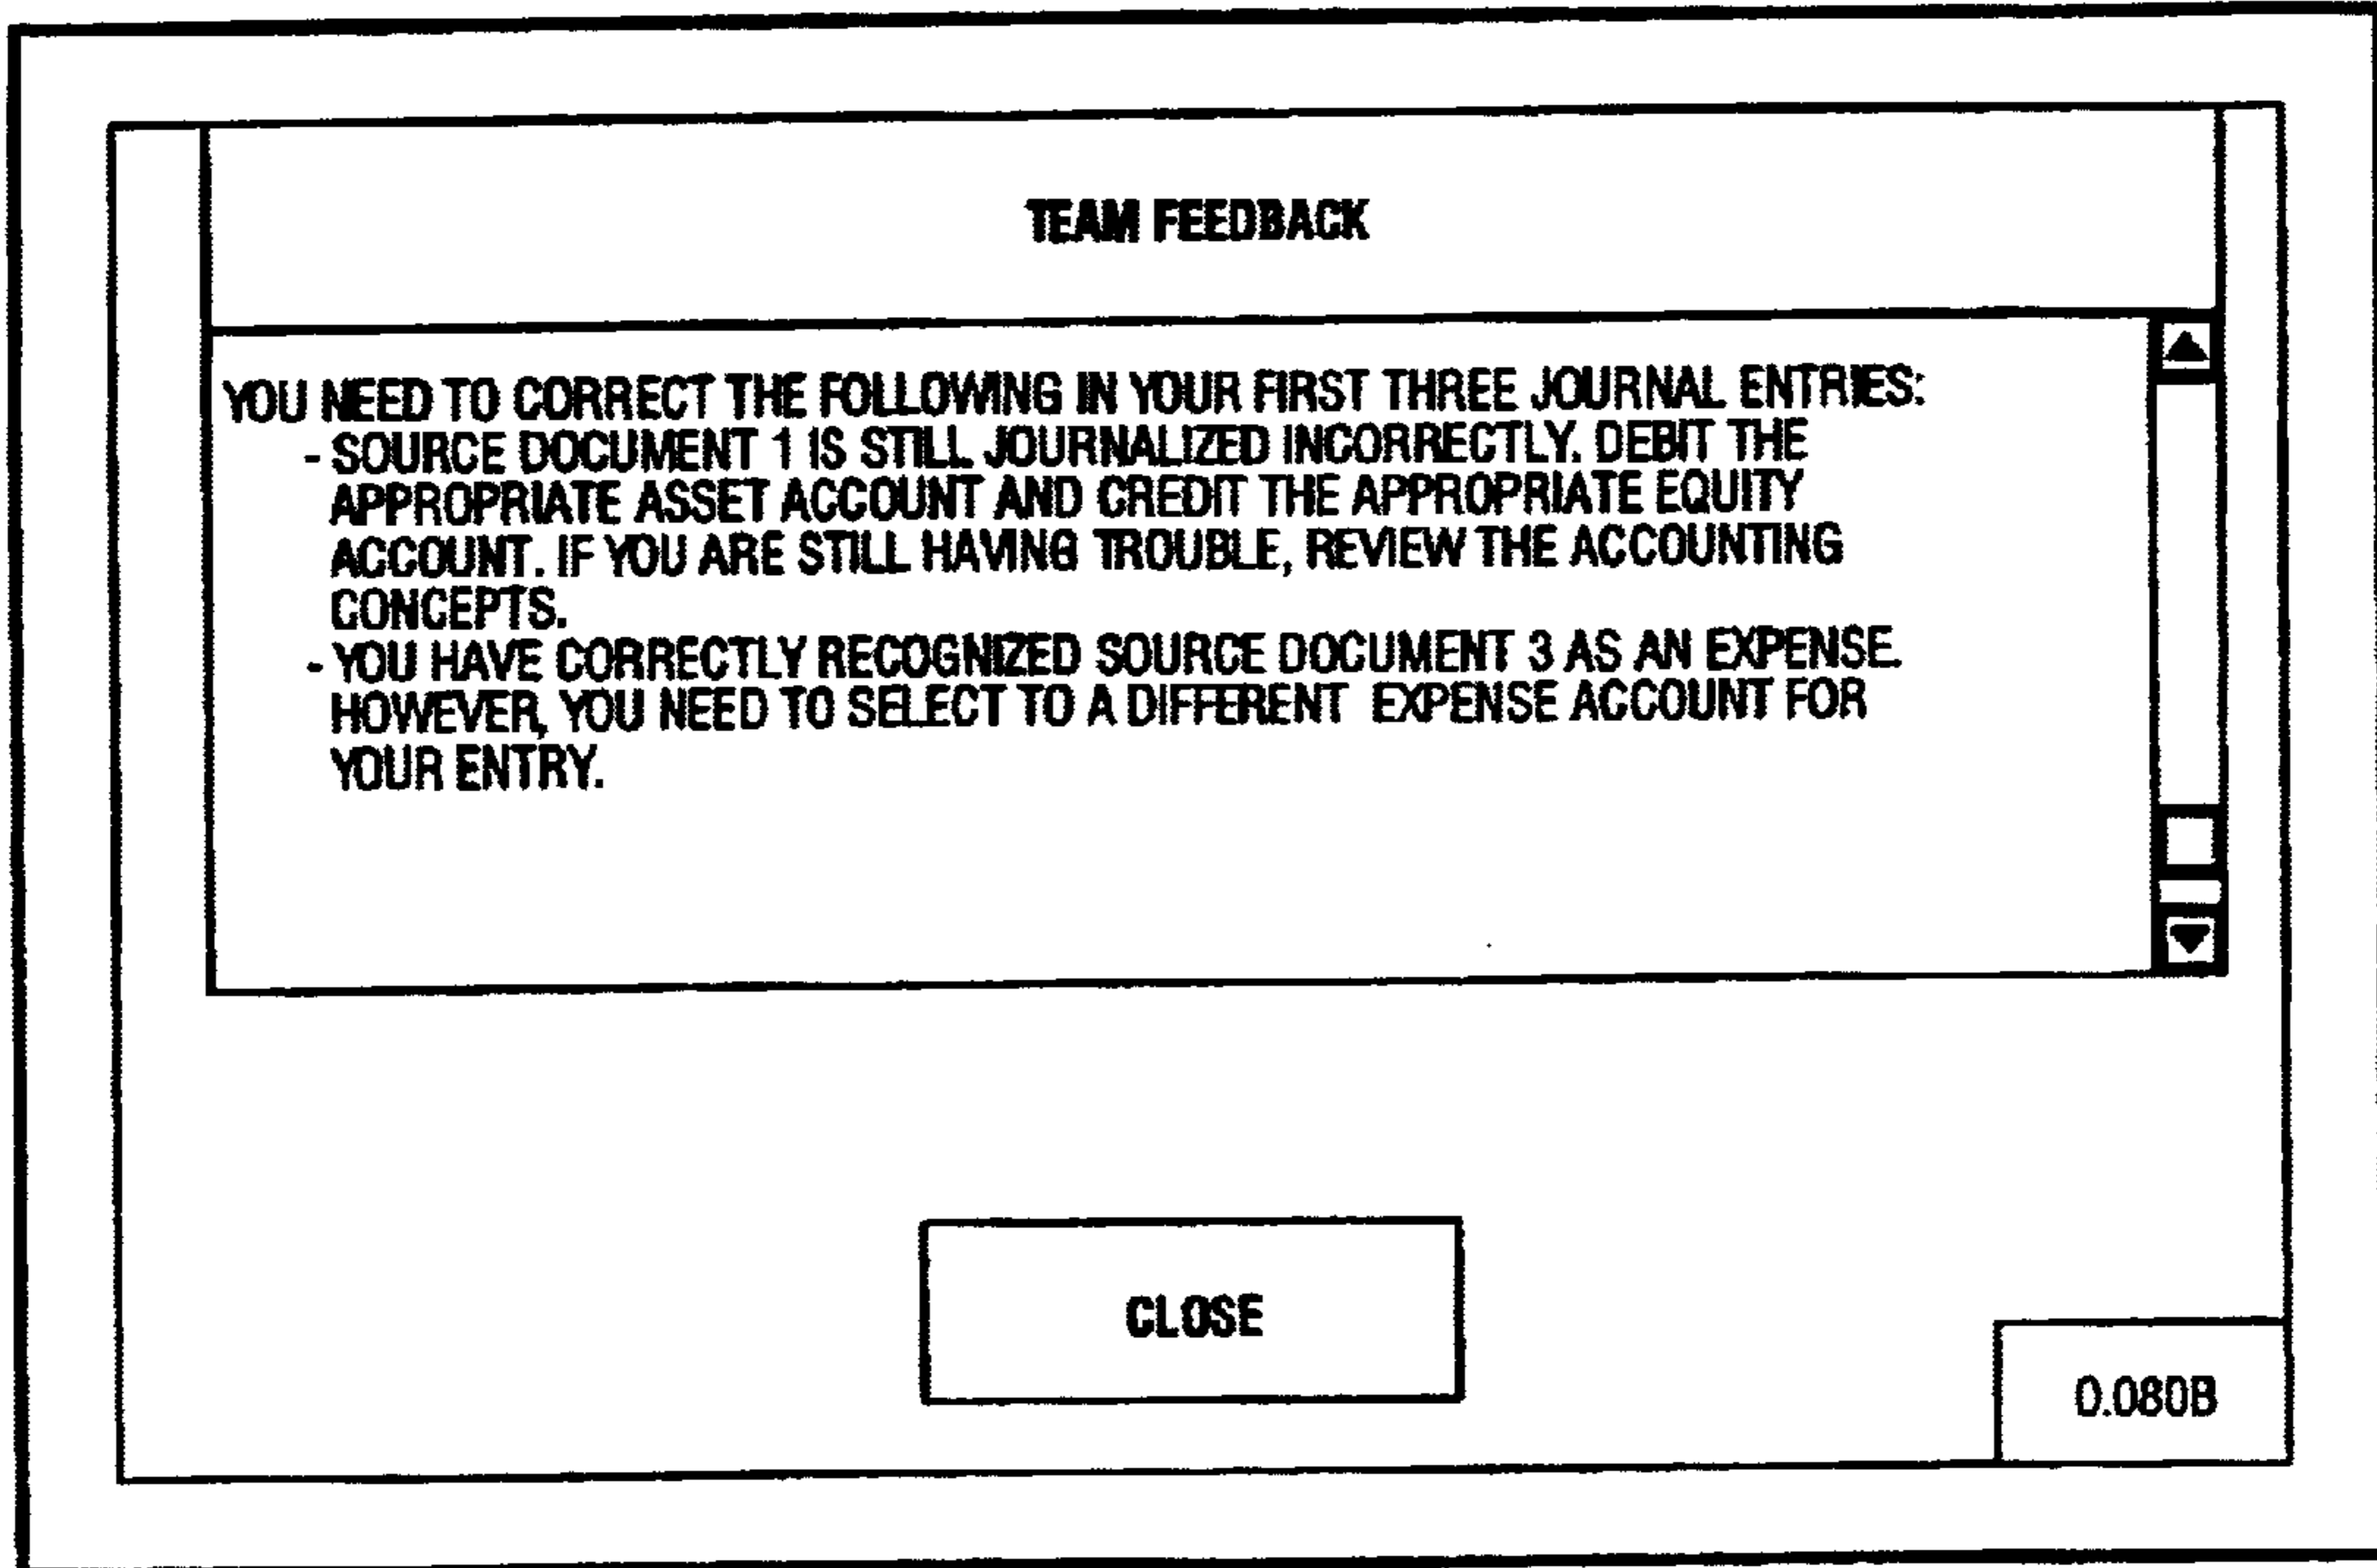 TEAM FEEDBACK
YOU NEED TO CORRECT THE FOLLOWING IN YOUR FIRST THREE JOURNAL ENTRIES:
- SOURCE DOCUMENT 1 IS STILL JOURNALIZED INCORRECTLY. DEBIT THE
APPROPRIATE ASSET ACCOUNT AND CREDIT THE APPROPRIATE EQUITY
ACCOUNT. IF YOU ARE STILL HAVING TROUBLE, REVIEW THE ACCOUNTING
CONCEPTS.
- YOU HAVE CORRECTLY RECOGNIZED SOURCE DOCUMENT 3 AS AN EXPENSE.
HOWEVER, YOU NEED TO SELECT TO A DIFFERENT EXPENSE ACCOUNT FOR
YOUR ENTRY.
CLOSE
0.080B